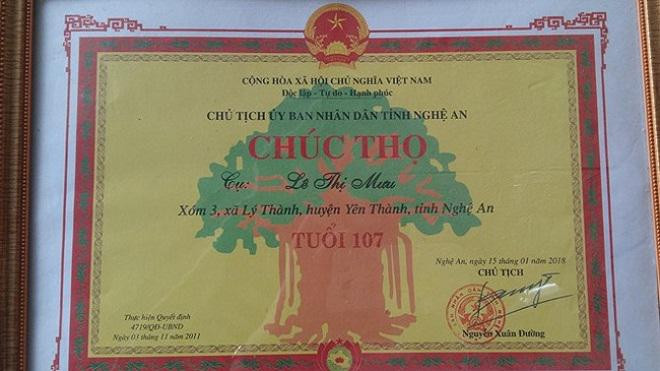 CỘNG HÒA XÃ HỘI CHỦ NGHĨA VIỆT NAM
Độc lập - Tự do - Hạnh phúc
CHỦ TỊCH ỦY BAN NHÂN DÂN TỈNH NGHỆ AN
CHÚC THỌ
Cụ: Lê Thị Mưu
Xóm 3, xã Lý Thành, huyện Yên Thành, tỉnh Nghệ An
TUỔI 107
Nghệ An, ngày 15 tháng 01 năm 2018
CHỦ TỊCH
Thực hiện Quyết định
4719/QĐ-UBND
Ngày 03 tháng 11 năm 2011
Nguyễn Xuân Đường